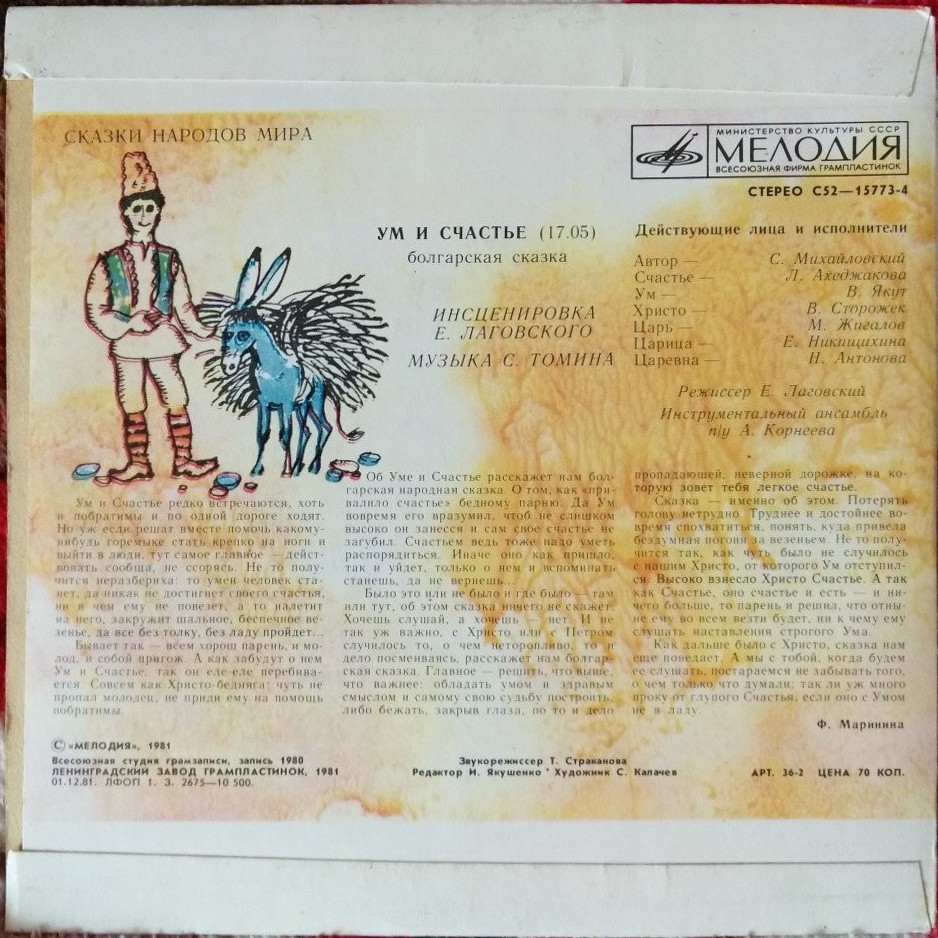 СКАЗКИ НАРОДОВ МИРА
МИНИСТЕРСТВО КУЛЬТУРЫ СССР
МЕЛОДИЯ
ВСЕСОЮЗНАЯ ФИРМА ГРАМПЛАСТИНОК
СТЕРЕО С52—15773-4
УМ И СЧАСТЬЕ (17.05)
болгарская сказка
ИНСЦЕНИРОВКА
Е. ЛАГОВСКОГО
МУЗЫКА С. ТОМИНА
Действующие лица и исполнители
Автор — С. Михайловский
Счастье — Л. Ахеджакова
Ум — В. Якут
Христо — В. Сторожек
Царь — М. Жигалов
Царица — Е. Никищихина
Царевна — Н. Антонова
Режиссер Е. Лаговский
Инструментальный ансамбль
п/у А. Корнеева
Ум и Счастье редко встречаются, хоть
и побратимы и по одной дороге ходят.
Но уж если решат вместе помочь какому-
нибудь горемыке стать крепко на ноги и
выйти в люди, тут самое главное — дейст-
вовать сообща, не ссорясь. Не то полу-
чится неразбериха: то умен человек ста-
нет, да никак не достигнет своего счастья,
ни в чем ему не повезет, а то налетит
на него, закружит шальное, беспечное ве-
зенье, да все без толку, без ладу пройдет...
Бывает так — всем хорош парень, и мо-
лод, и собой пригож. А как забудут о нем
Ум и Счастье, так он еле-еле перебива-
ется. Совсем как Христо-бедняга: чуть не
пропал молодец, не приди ему на помощь
побратимы.
Об Уме и Счастье расскажет нам бол-
гарская народная сказка. О том, как «при-
валило счастье» бедному парню. Да Ум
вовремя его вразумил, чтоб не слишком
высоко он занесся и сам свое счастье не
загубил. Счастьем ведь тоже надо уметь
распорядиться. Иначе оно как пришло,
так и уйдет, только о нем и вспоминать
станешь, да не вернешь...
Было это или не было и где было — там
или тут, об этом сказка ничего не скажет.
Хочешь слушай, а хочешь — нет. И не
так уж важно, с Христо или с Петром
случилось то, о чем неторопливо, то и
дело посмеиваясь, расскажет нам болгар-
ская сказка. Главное — решить, что выше,
что важнее: обладать умом и здравым
смыслом и самому свою судьбу построить,
либо бежать, закрыв глаза, по то и дело
пропадающей, неверной дорожке, на ко-
торую зовет тебя легкое счастье.
Сказка — именно об этом. Потерять
голову нетрудно. Труднее и достойнее во-
время спохватиться, понять, куда привела
бездумная погоня за везеньем. Не то полу-
чится так, как чуть было не случилось
с нашим Христо, от которого Ум отступил-
ся. Высоко взнесло Христо Счастье. А так
как Счастье, оно счастье и есть — и ни-
чего больше, то парень и решил, что отны-
не ему во всем везти будет, ни к чему ему
слушать наставления строгого Ума.
Как дальше было с Христо, сказка нам
еще поведает. А мы с тобой, когда будем
ее слушать, постараемся не забывать того,
о чем только что думали: так ли уж много
проку от глупого Счастья, если оно с Умом
не в ладу.
Ф. Маринина
© «МЕЛОДИЯ», 1981
Всесоюзная студия грамзаписи, запись 1980
ЛЕНИНГРАДСКИЙ ЗАВОД ГРАМПЛАСТИНОК, 1981
01.12.81. ЛФОП 1. З. 2675—10 500.
Звукорежиссер Т. Страканова
Редактор И. Якушенко * Художник С. Калачев
АРТ. 36-2 ЦЕНА 70 КОП.